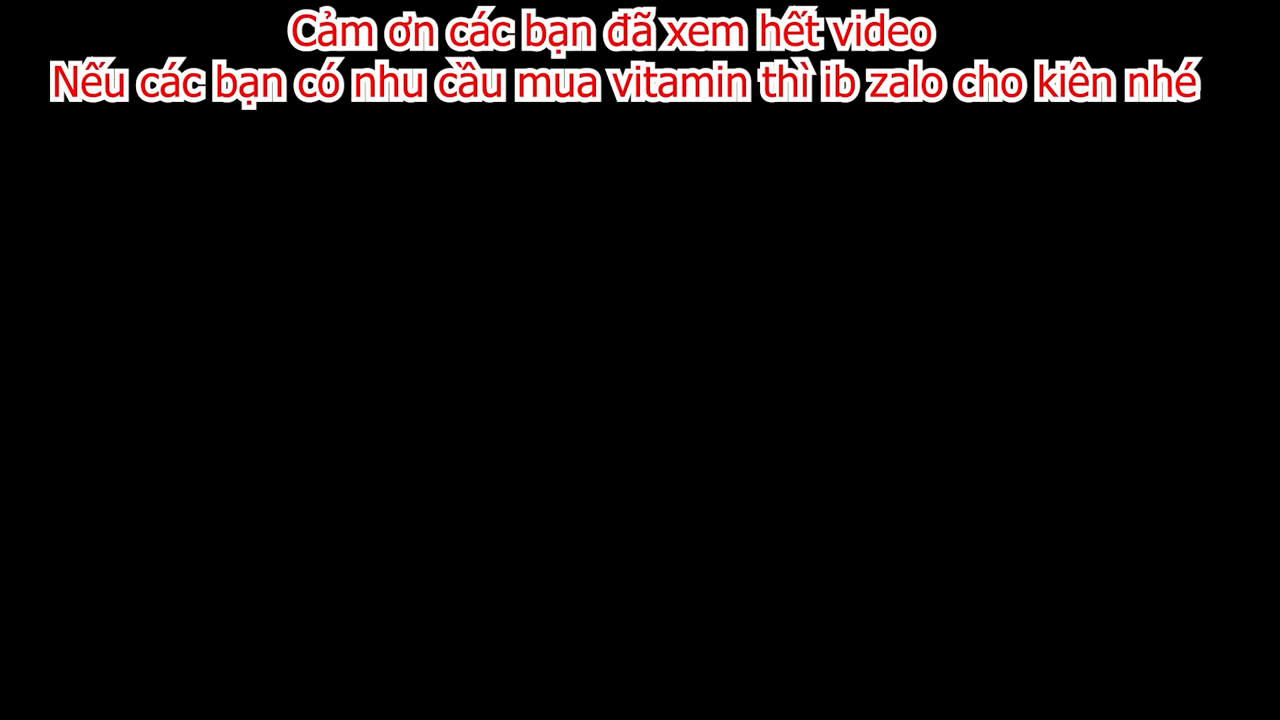 Cảm ơn các bạn đã xem hết video
Nếu các bạn có nhu cầu mua vitamin thì ib zalo cho kiên nhé